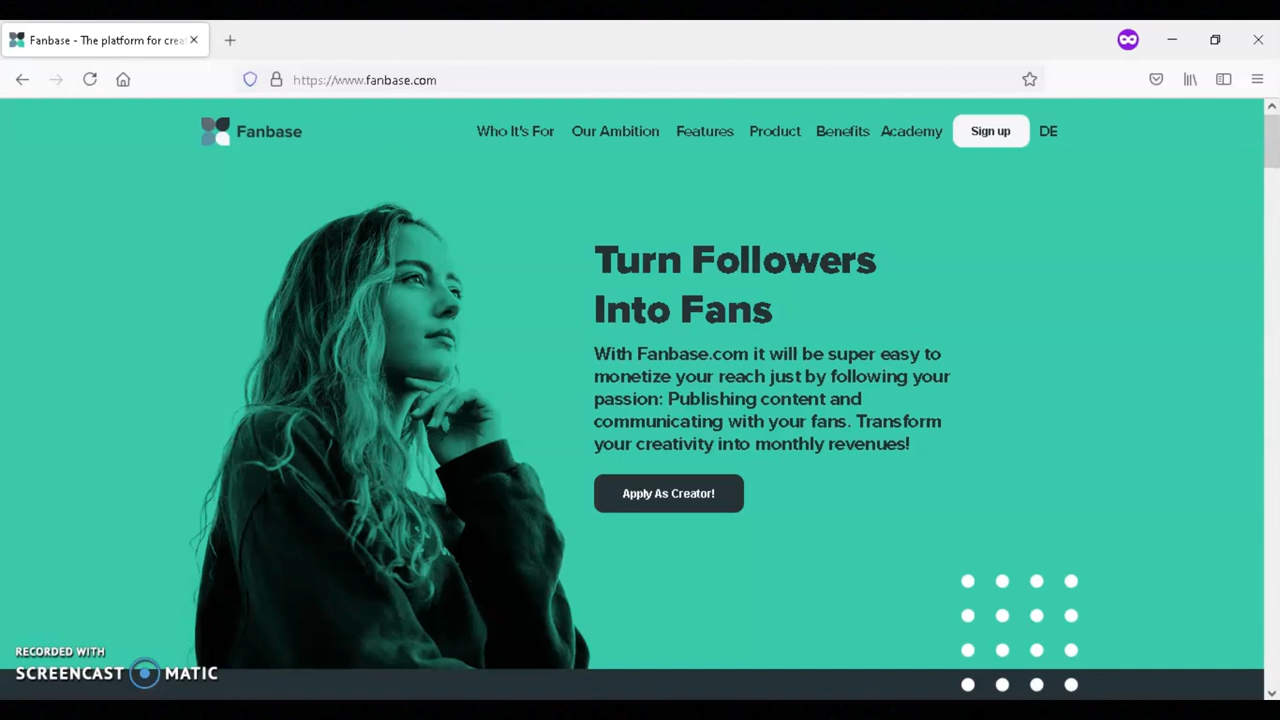 Fanbase - The platform for crea
https://www.fanbase.com
Fanbase
Who It's For
Our Ambition
Features
Product
Benefits
Academy
Sign up
DE
Turn Followers
Into Fans
With Fanbase.com it will be super easy to
monetize your reach just by following your
passion: Publishing content and
communicating with your fans. Transform
your creativity into monthly revenues!
Apply As Creator!
RECORDED WITH
SCREENCAST MATIC